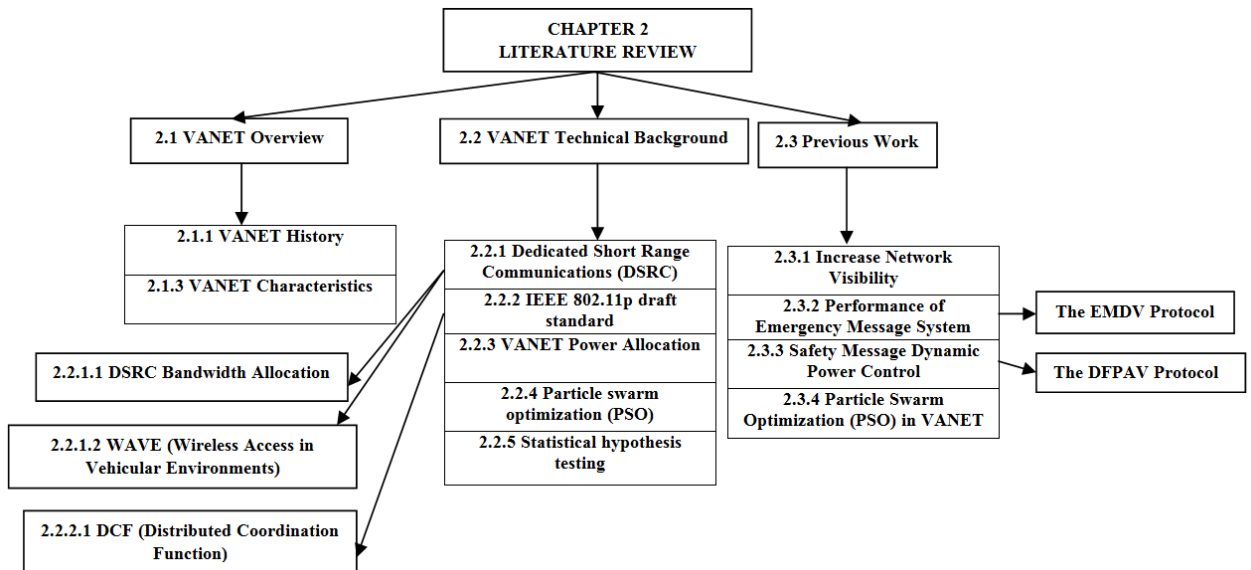 CHAPTER 2
LITERATURE REVIEW
2.1 VANET Overview
2.2 VANET Technical Background
2.3 Previous Work
2.1.1 VANET History
2.1.3 VANET Characteristics
2.2.1 Dedicated Short Range
Communications (DSRC)
2.2.2 IEEE 802.11p draft
standard
2.2.3 VANET Power Allocation
2.2.4 Particle swarm
optimization (PSO)
2.2.5 Statistical hypothesis
testing
2.3.1 Increase Network
Visibility
2.3.2 Performance of
Emergency Message System
2.3.3 Safety Message Dynamic
Power Control
2.3.4 Particle Swarm
Optimization (PSO) in VANET
The EMDV Protocol
The DFPAV Protocol
2.2.1.1 DSRC Bandwidth Allocation
2.2.1.2 WAVE (Wireless Access in
Vehicular Environments)
2.2.2.1 DCF (Distributed Coordination
Function)